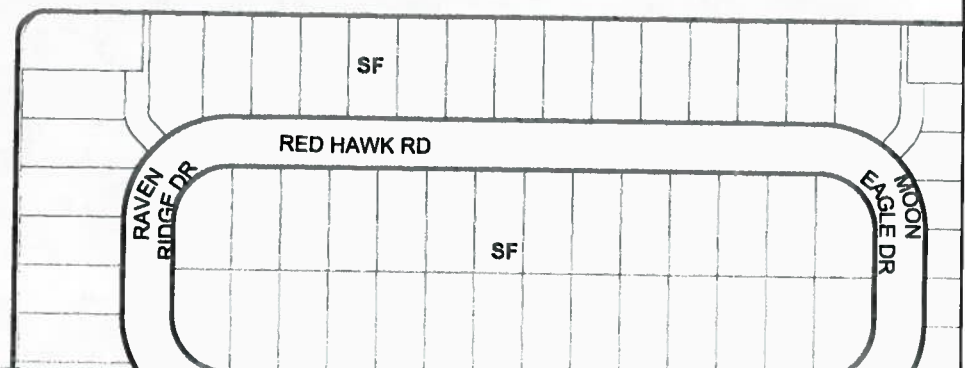 SF
RED HAWK RD
RAVEN
RIDGE DR
MOON
EAGLE DR
SF